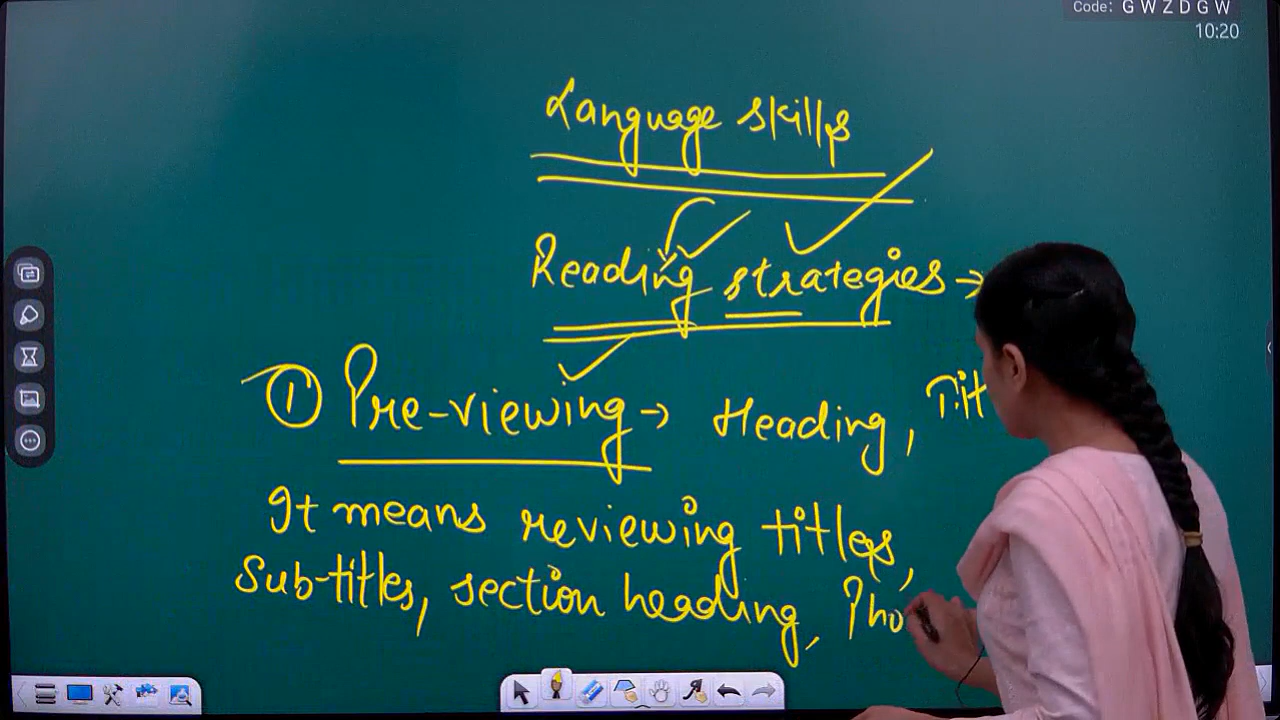 Code: G W Z D G W
10:20
Language skills
Reading strategies →
① Pre-viewing → Heading, Tit
It means reviewing titles,
Sub-titles, section heading, Pho